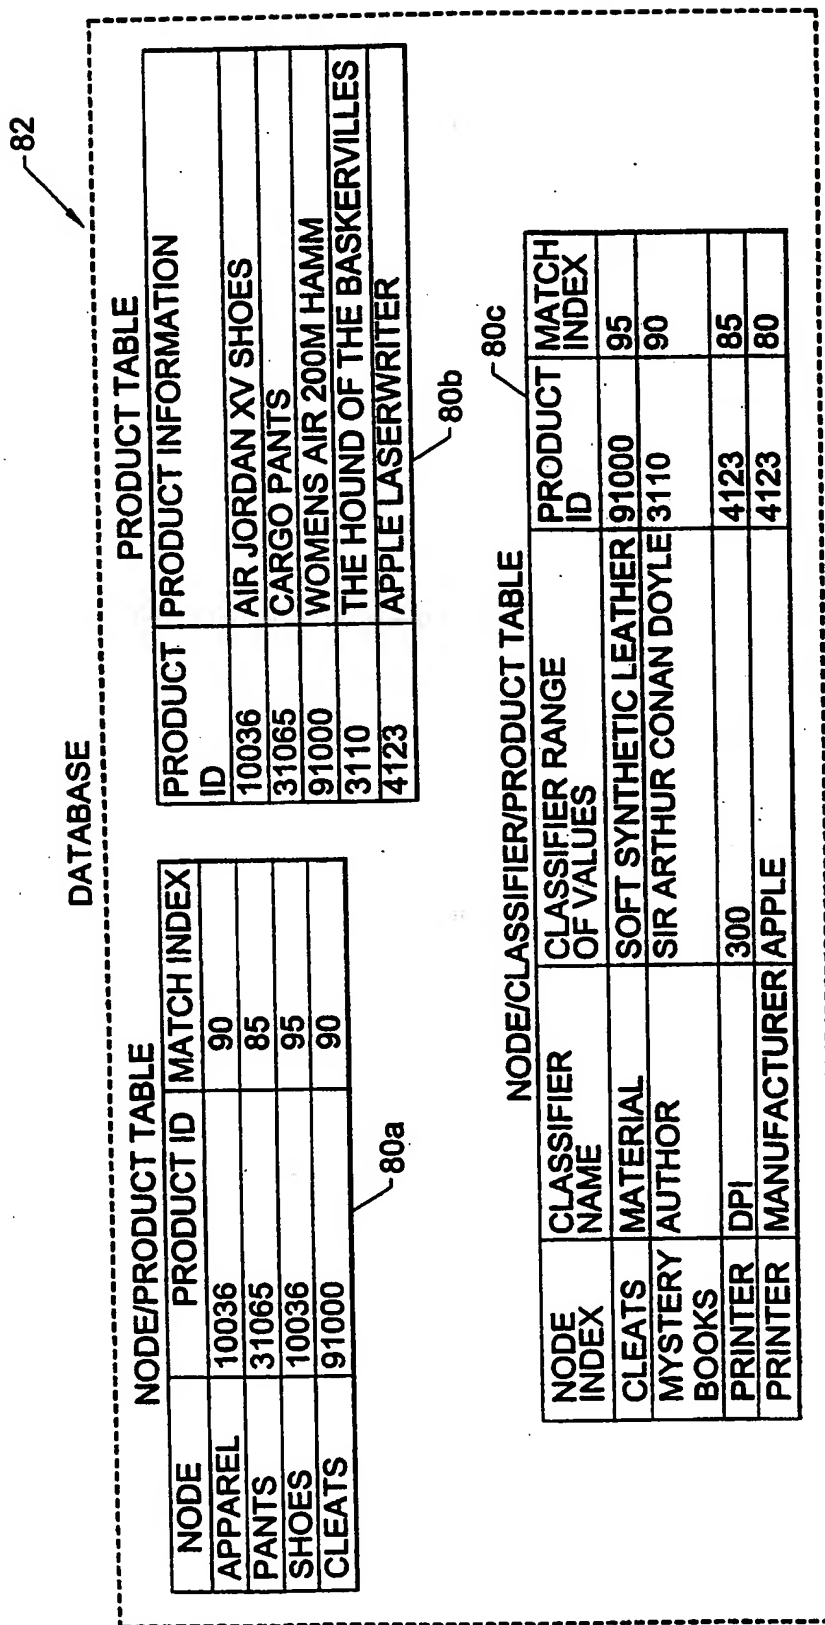 DATABASE
82
NODE/PRODUCT TABLE
NODE PRODUCT ID MATCH INDEX
APPAREL 10036 90
PANTS 31065 85
SHOES 10036 95
CLEATS 91000 90
80a
PRODUCT TABLE
PRODUCT PRODUCT INFORMATION
ID
10036 AIR JORDAN XV SHOES
31065 CARGO PANTS
91000 WOMENS AIR 200M HAMM
3110 THE HOUND OF THE BASKERVILLES
4123 APPLE LASERWRITER
80b
NODE/CLASSIFIER/PRODUCT TABLE
80c
NODE CLASSIFIER CLASSIFIER RANGE PRODUCT MATCH
INDEX NAME OF VALUES ID INDEX
CLEATS MATERIAL SOFT SYNTHETIC LEATHER 91000 95
MYSTERY AUTHOR SIR ARTHUR CONAN DOYLE 3110 90
BOOKS
PRINTER DPI 300 4123 85
PRINTER MANUFACTURER APPLE 4123 80